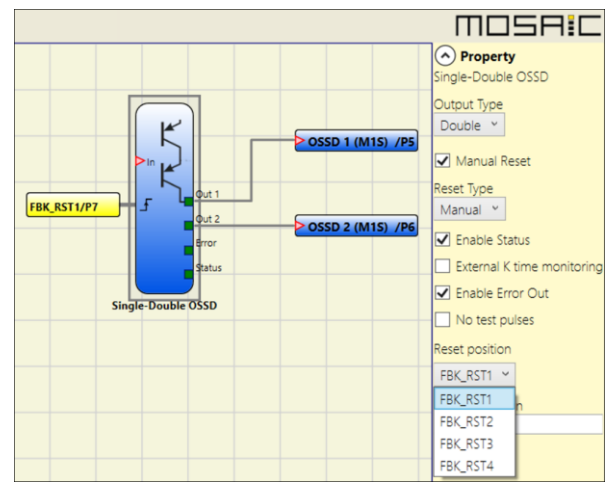 MOSAIC
Property
Single-Double OSSD
Output Type
Double
Manual Reset
Reset Type
Manual
Enable Status
External K time monitoring
Enable Error Out
No test pulses
Reset position
FBK_RST1
FBK_RST1
FBK_RST2
FBK_RST3
FBK_RST4
In
Out 1
Out 2
Error
Status
FBK_RST1/P7
OSSD 1 (M1S) /P5
OSSD 2 (M1S) /P6
Single-Double OSSD